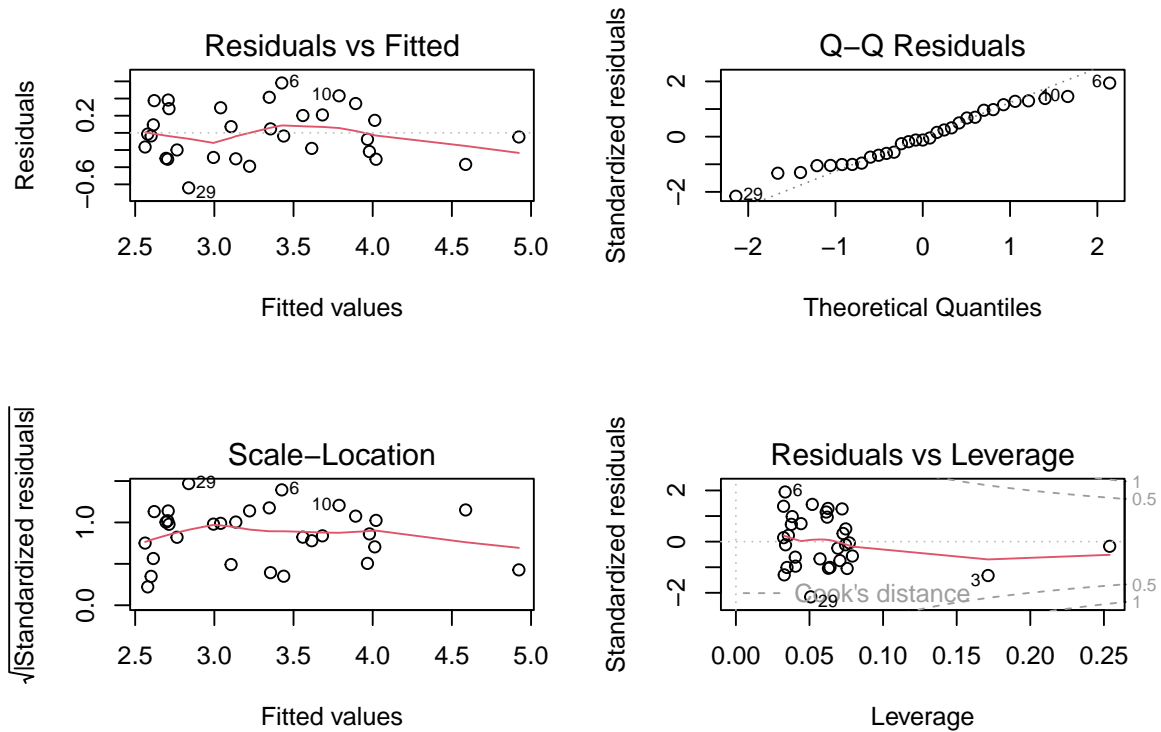 Residuals vs Fitted
Residuals
−0.6
0.2
6
10
29
2.5 3.0 3.5 4.0 4.5 5.0
Fitted values
Q−Q Residuals
Standardized residuals
−2
0
2
6
10
29
−2 −1 0 1 2
Theoretical Quantiles
Scale−Location
√|Standardized residuals|
0.0
1.0
29
6
10
2.5 3.0 3.5 4.0 4.5 5.0
Fitted values
Residuals vs Leverage
Standardized residuals
−2
0
2
6
3
29
Cook's distance
1
0.5
0.5
1
0.00 0.05 0.10 0.15 0.20 0.25
Leverage